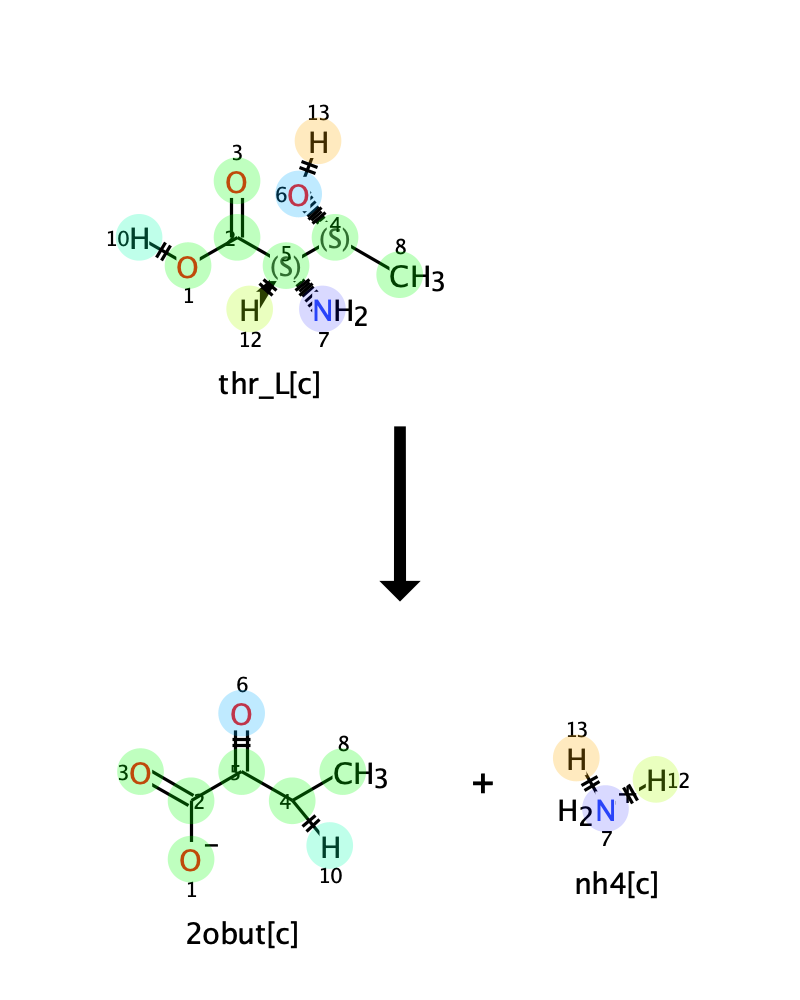 13
H
3
O
6O
4
(S)
10H
2
5
(S)
8
CH3
O
1
H
12
NH2
7
thr_L[c]
6
O
8
CH3
3O
5
2
4
O−
1
H
10
2obut[c]
+
13
H
H12
H2N
7
nh4[c]